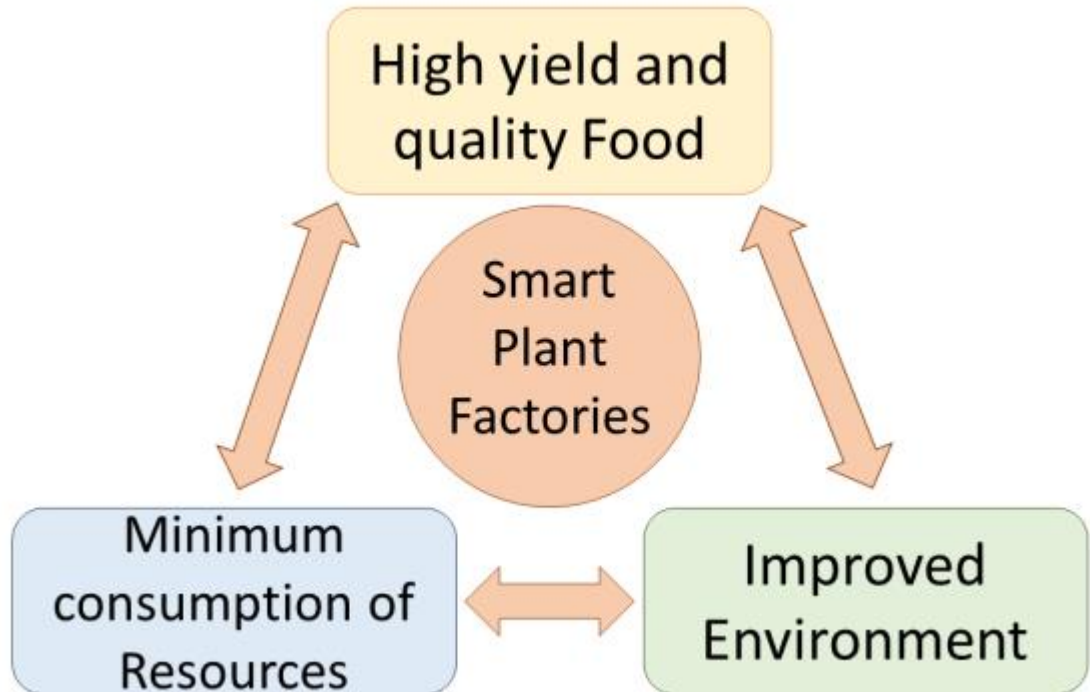 High yield and
quality Food
Smart
Plant
Factories
Minimum
consumption of
Resources
Improved
Environment